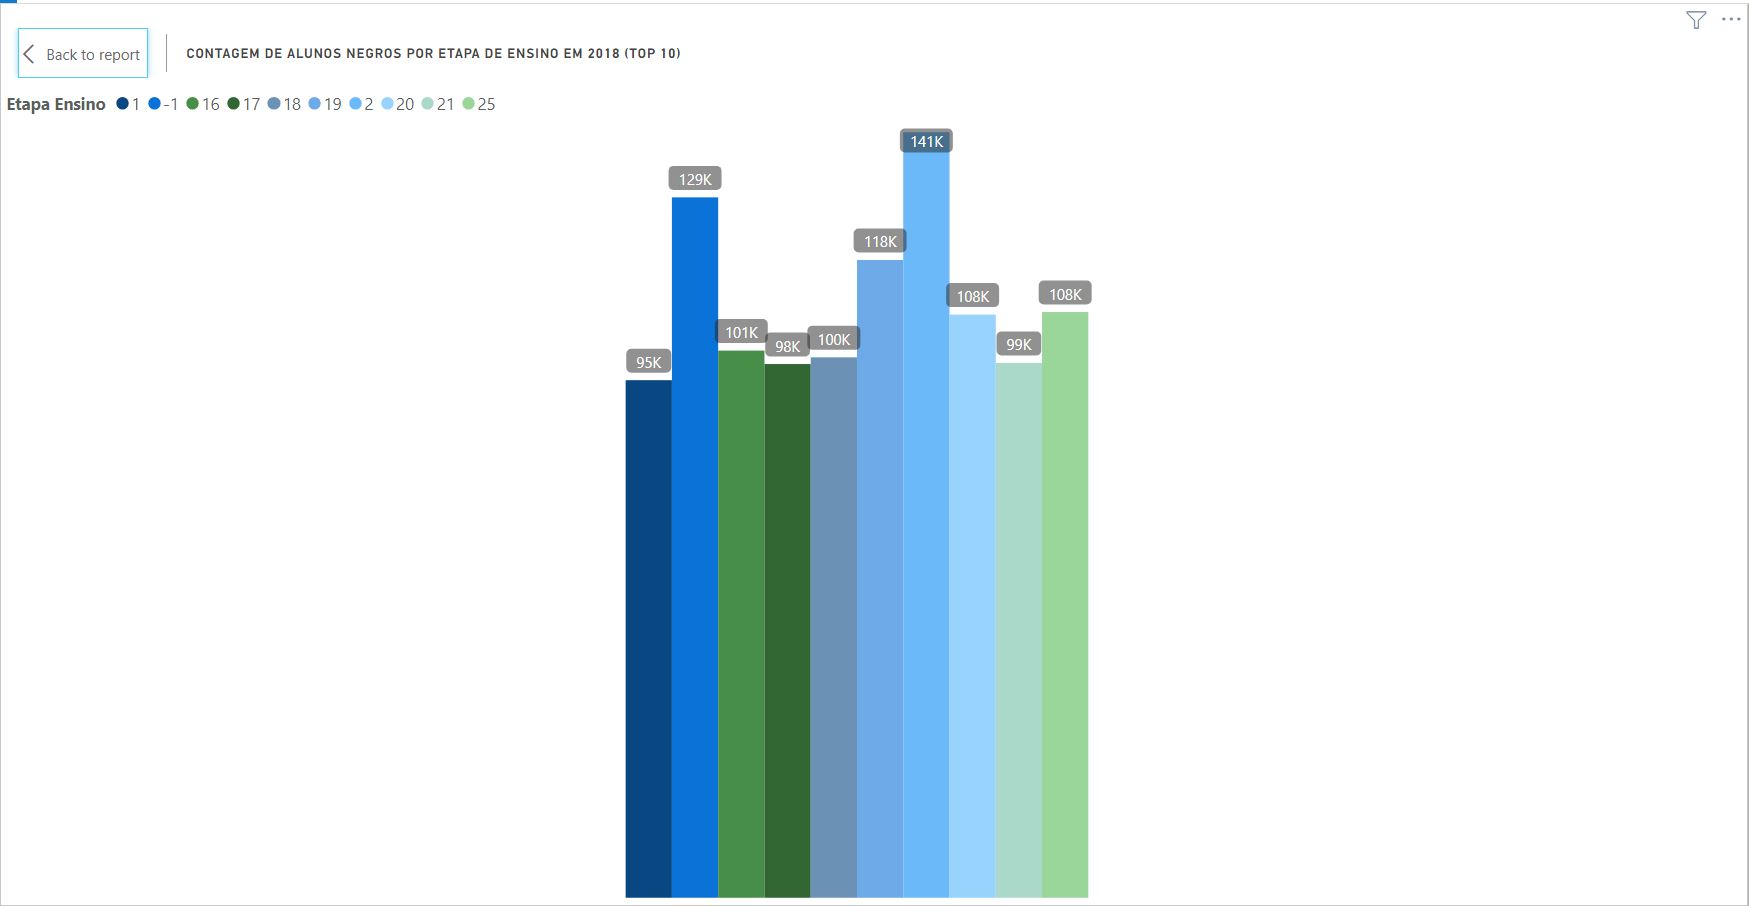 Back to report
CONTAGEM DE ALUNOS NEGROS POR ETAPA DE ENSINO EM 2018 (TOP 10)
Etapa Ensino 1 -1 16 17 18 19 2 20 21 25
141K
129K
118K
108K
108K
101K
100K
98K
99K
95K